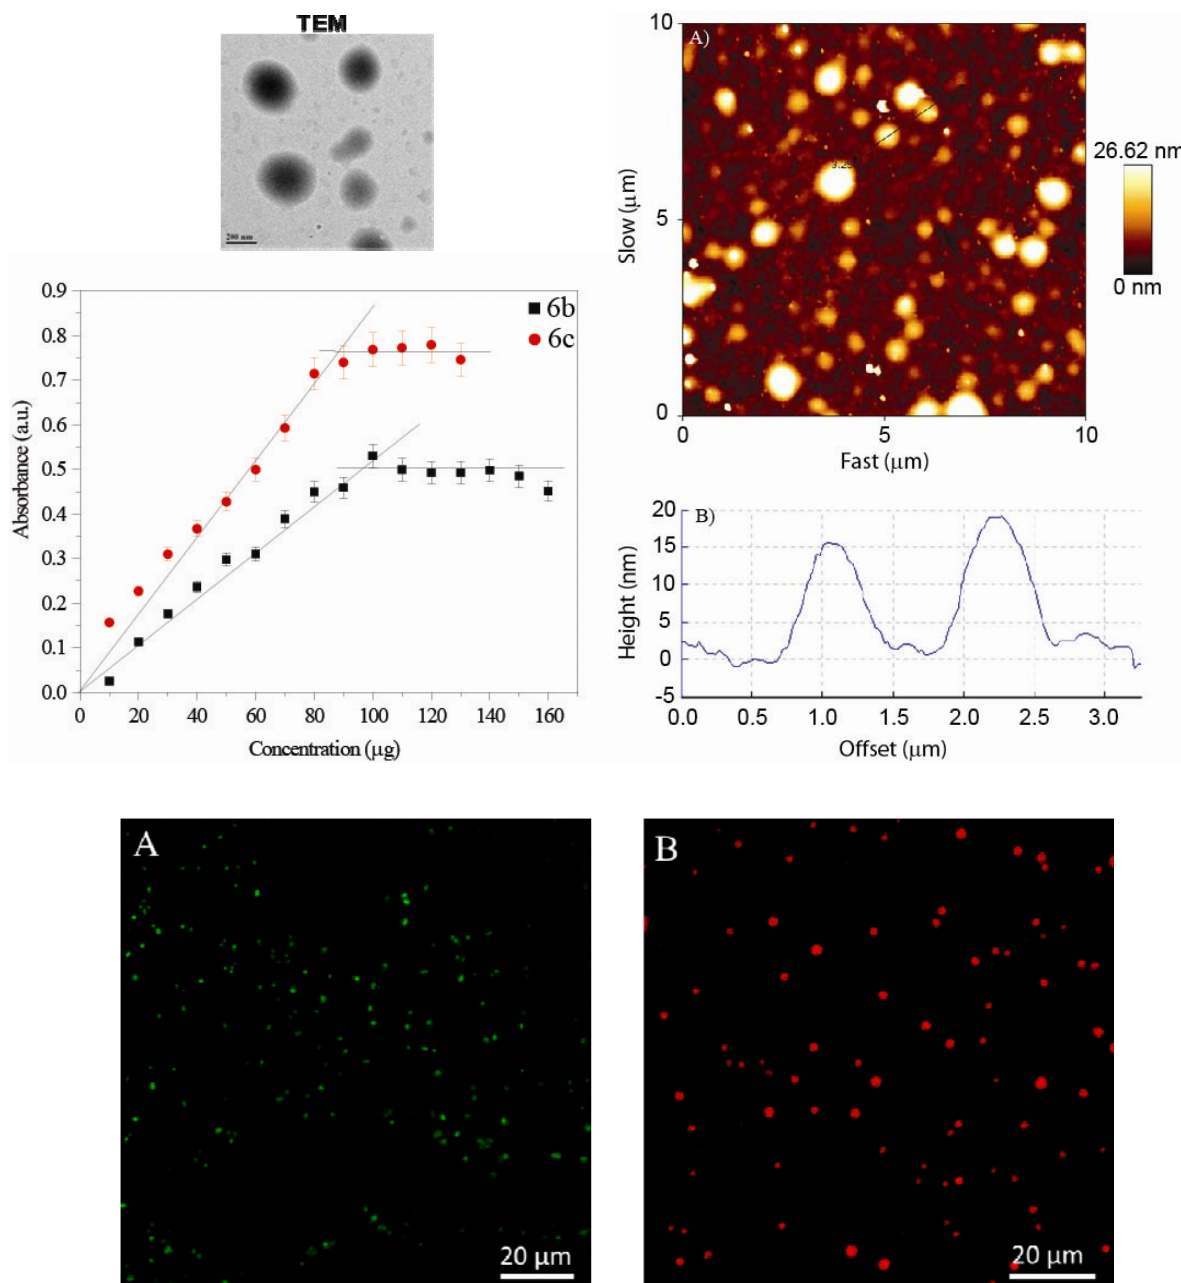 TEM
200 nm
0.9
0.8
0.7
0.6
0.5
0.4
0.3
0.2
0.1
0.0
Absorbance (a.u.)
6b
6c
0 20 40 60 80 100 120 140 160
Concentration (μg)
A)
10
5
0
Slow (μm)
3.25
0 5 10
Fast (μm)
26.62 nm
0 nm
B)
20
15
10
5
0
-5
Height (nm)
0.0 0.5 1.0 1.5 2.0 2.5 3.0
Offset (μm)
A
20 μm
B
20 μm